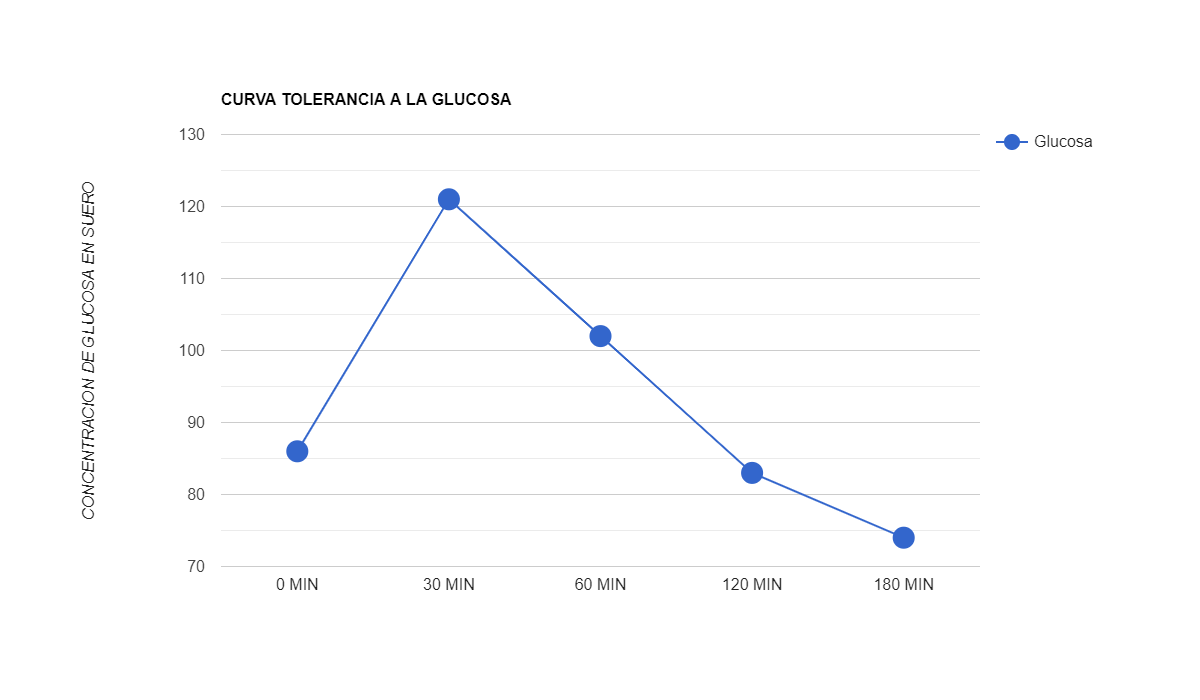 CURVA TOLERANCIA A LA GLUCOSA
Glucosa
CONCENTRACION DE GLUCOSA EN SUERO
130
120
110
100
90
80
70
0 MIN
30 MIN
60 MIN
120 MIN
180 MIN